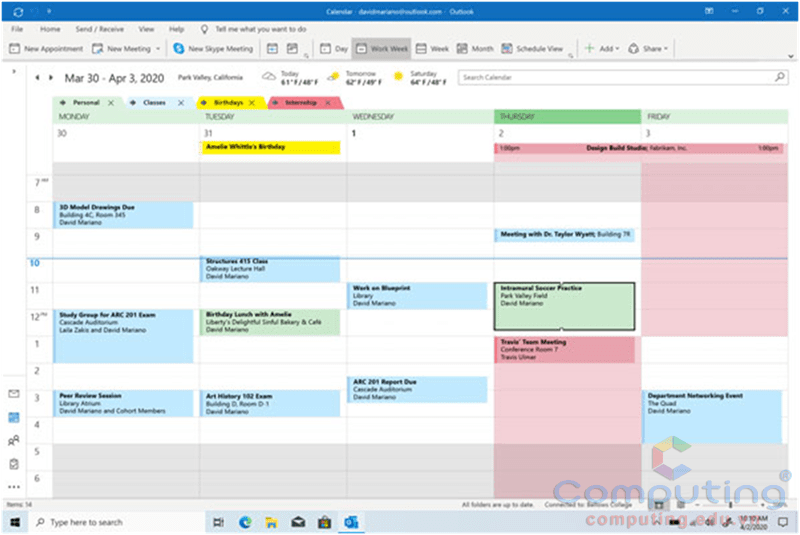 Calendar - davidmariano@outlook.com - Outlook
File Home Send / Receive View Help Tell me what you want to do
New Appointment New Meeting New Skype Meeting Day Work Week Week Month Schedule View Add Share
Mar 30 - Apr 3, 2020 Park Valley, California
Today 61°F/48°F
Tomorrow 62°F/49°F
Saturday 64°F/48°F
Search Calendar
Personal Classes Birthdays Internship
MONDAY TUESDAY WEDNESDAY THURSDAY FRIDAY
30 31 1 2 3
Amelie Whittle's Birthday
1:00pm Design Build Studio; Fabrikam, Inc. 1:00pm
7 AM
8
3D Model Drawings Due
Building 4C, Room 345
David Mariano
9
Meeting with Dr. Taylor Wyatt; Building 7R
10
Structures 415 Class
Oakway Lecture Hall
David Mariano
11
Work on Blueprint
Library
David Mariano
Intramural Soccer Practice
Park Valley Field
David Mariano
12 PM
Study Group for ARC 201 Exam
Cascade Auditorium
Laila Zakis and David Mariano
Birthday Lunch with Amelie
Liberty's Delightful Sinful Bakery & Café
David Mariano
1
Travis' Team Meeting
Conference Room 7
Travis Ulmer
2
ARC 201 Report Due
Cascade Auditorium
David Mariano
3
Peer Review Session
Library Atrium
David Mariano and Cohort Members
Art History 102 Exam
Building D, Room D-1
David Mariano
Department Networking Event
The Quad
David Mariano
4
5
6
Items: 14 All folders are up to date. Connected to: Bellows College
Computing
computing.edu.v
Type here to search
10:10 AM
4/2/2020